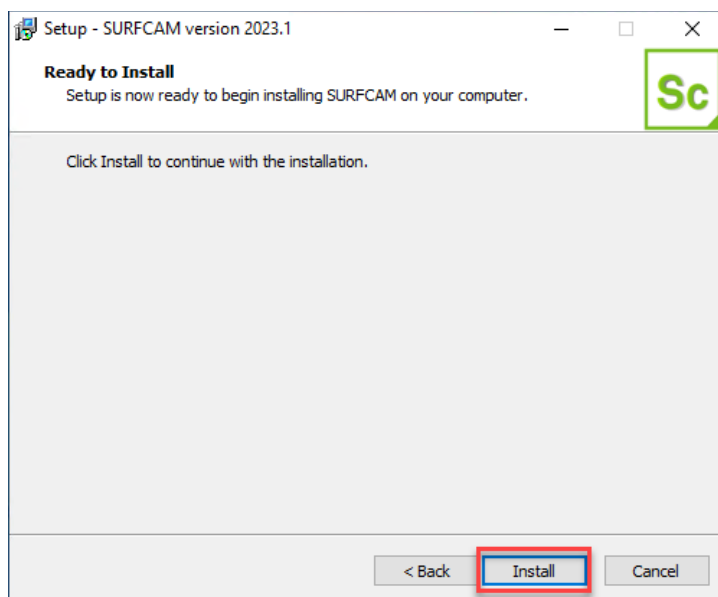 Setup - SURFCAM version 2023.1
Ready to Install
Setup is now ready to begin installing SURFCAM on your computer.
Sc
Click Install to continue with the installation.
< Back Install Cancel